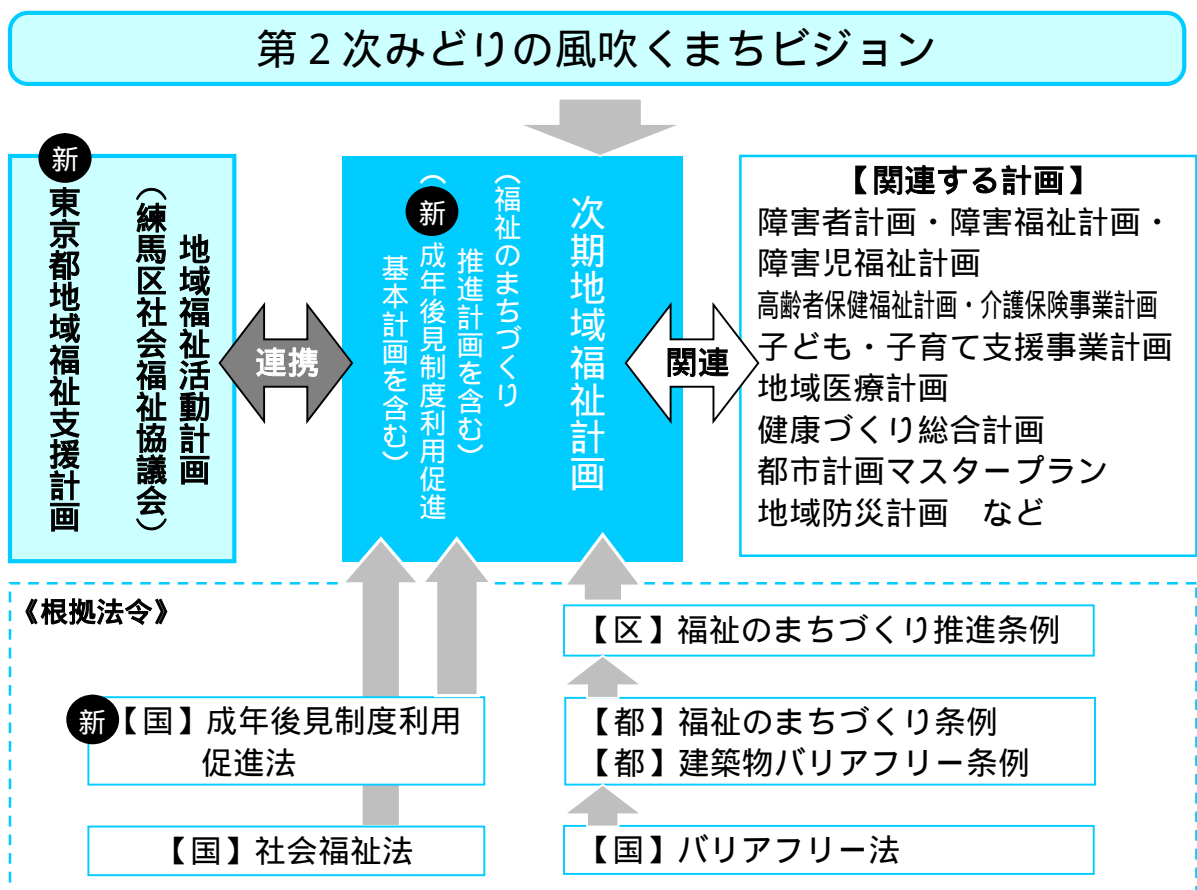 第２次みどりの風吹くまちビジョン
新
東京都地域福祉支援計画
地域福祉活動計画
（練馬区社会福祉協議会）
連携
次期地域福祉計画
（福祉のまちづくり
推進計画を含む）
（新成年後見制度利用促進
基本計画を含む）
関連
【関連する計画】
障害者計画・障害福祉計画・
障害児福祉計画
高齢者保健福祉計画・介護保険事業計画
子ども・子育て支援事業計画
地域医療計画
健康づくり総合計画
都市計画マスタープラン
地域防災計画　など
《根拠法令》
【区】福祉のまちづくり推進条例
新【国】成年後見制度利用
促進法
【都】福祉のまちづくり条例
【都】建築物バリアフリー条例
【国】社会福祉法
【国】バリアフリー法